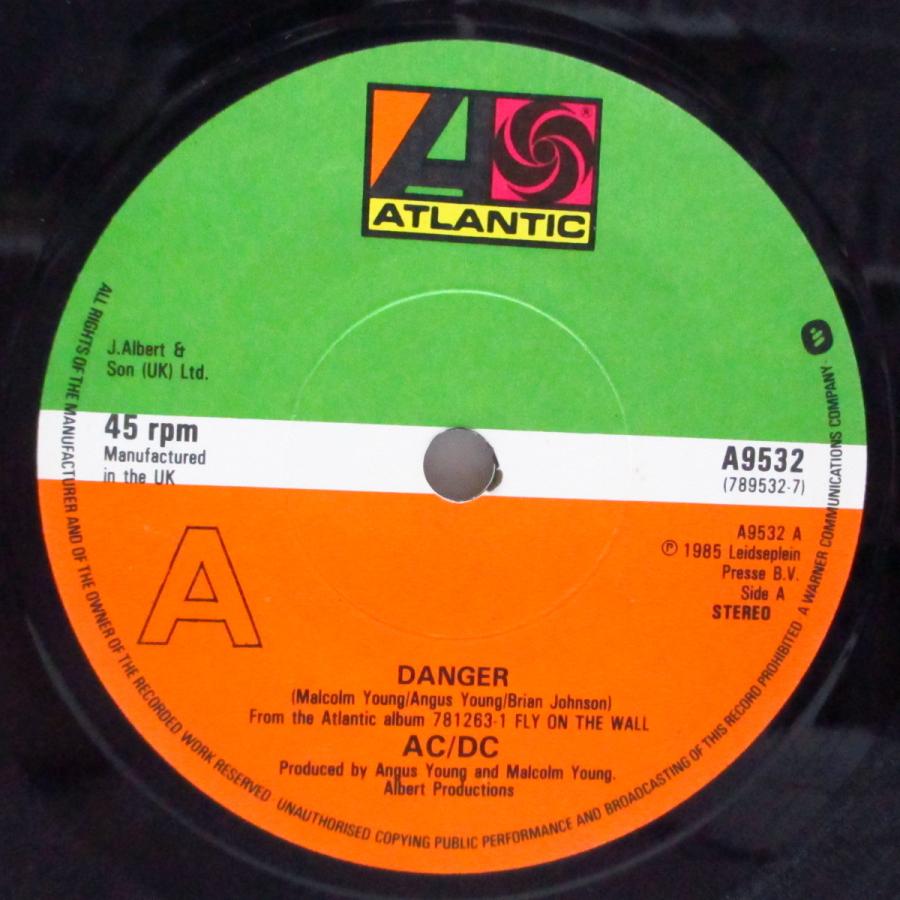 ATLANTIC
®
J.Albert &
Son (UK) Ltd.
45 rpm
Manufactured
in the UK
A9532
(789532-7)
A9532 A
℗ 1985 Leidseplein
Presse B.V.
Side A
STEREO
A
DANGER
(Malcolm Young/Angus Young/Brian Johnson)
From the Atlantic album 781263-1 FLY ON THE WALL
AC/DC
Produced by Angus Young and Malcolm Young.
Albert Productions
ALL RIGHTS OF THE MANUFACTURER AND OF THE OWNER OF THE RECORDED WORK RESERVED UNAUTHORISED COPYING PUBLIC PERFORMANCE AND BROADCASTING OF THIS RECORD PROHIBITED A WARNER COMMUNICATIONS COMPANY